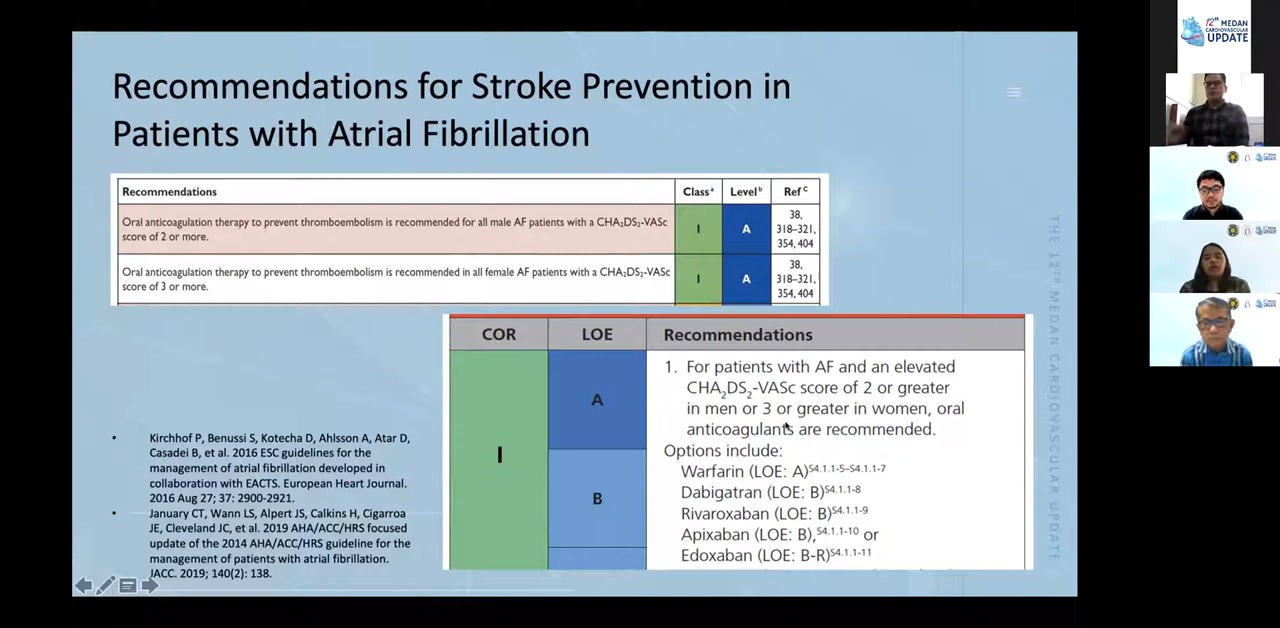 Recommendations for Stroke Prevention in
Patients with Atrial Fibrillation
Recommendations Classᵃ Levelᵇ Ref ᶜ
Oral anticoagulation therapy to prevent thromboembolism is recommended for all male AF patients with a CHA₂DS₂-VASc
score of 2 or more.
I A
38,
318–321,
354, 404
Oral anticoagulation therapy to prevent thromboembolism is recommended in all female AF patients with a CHA₂DS₂-VASc
score of 3 or more.
I A
38,
318–321,
354, 404
COR LOE Recommendations
I
A
B
1. For patients with AF and an elevated
CHA₂DS₂-VASc score of 2 or greater
in men or 3 or greater in women, oral
anticoagulants are recommended.
Options include:
Warfarin (LOE: A)S4.1.1-5–S4.1.1-7
Dabigatran (LOE: B)S4.1.1-8
Rivaroxaban (LOE: B)S4.1.1-9
Apixaban (LOE: B),S4.1.1-10 or
Edoxaban (LOE: B-R)S4.1.1-11
• Kirchhof P, Benussi S, Kotecha D, Ahlsson A, Atar D,
Casadei B, et al. 2016 ESC guidelines for the
management of atrial fibrillation developed in
collaboration with EACTS. European Heart Journal.
2016 Aug 27; 37: 2900-2921.
• January CT, Wann LS, Alpert JS, Calkins H, Cigarroa
JE, Cleveland JC, et al. 2019 AHA/ACC/HRS focused
update of the 2014 AHA/ACC/HRS guideline for the
management of patients with atrial fibrillation.
JACC. 2019; 140(2): 138.
THE 12TH MEDAN CARDIOVASCULAR UPDATE
12th MEDAN
CARDIOVASCULAR
UPDATE